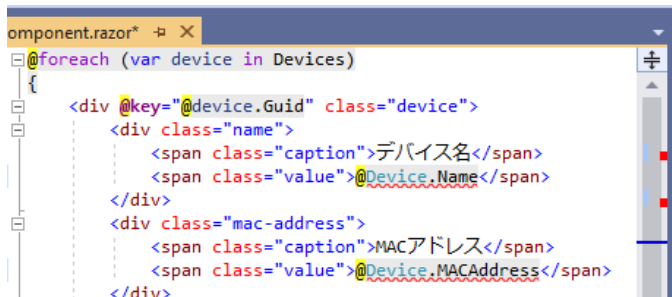 omponent.razor*
@foreach (var device in Devices)
{
<div @key="@device.Guid" class="device">
<div class="name">
<span class="caption">デバイス名</span>
<span class="value">@Device.Name</span>
</div>
<div class="mac-address">
<span class="caption">MACアドレス</span>
<span class="value">@Device.MACAddress</span>
</div>